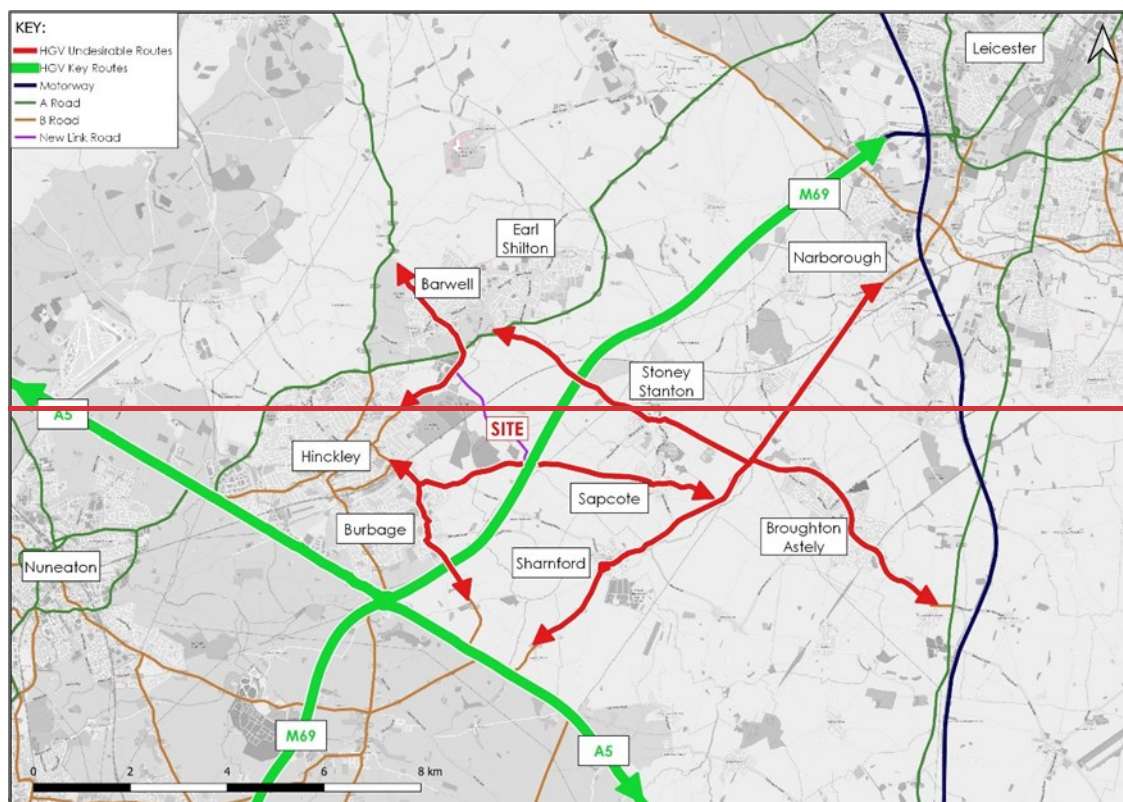 KEY:
HGV Undesirable Routes
HGV Key Routes
Motorway
A Road
B Road
New Link Road
Leicester
M69
Earl
Shilton
Narborough
Barwell
Stoney
Stanton
A5
SITE
Hinckley
Sapcote
Burbage
Broughton
Astely
Sharnford
Nuneaton
M69
A5
0 2 4 6 8 km